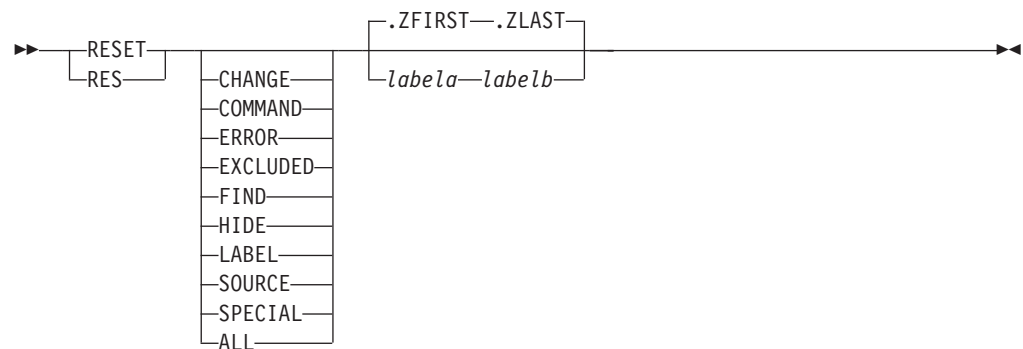 .ZFIRST .ZLAST
RESET
RES
labela labelb
CHANGE
COMMAND
ERROR
EXCLUDED
FIND
HIDE
LABEL
SOURCE
SPECIAL
ALL